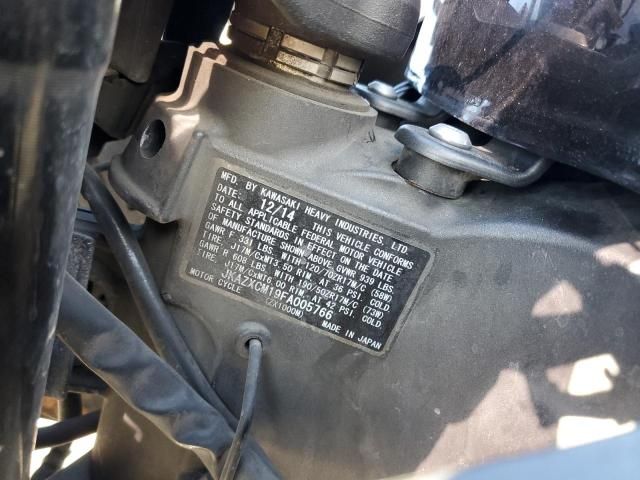 MFD. BY KAWASAKI HEAVY INDUSTRIES, LTD.
DATE: 12/14 THIS VEHICLE CONFORMS
TO ALL APPLICABLE FEDERAL MOTOR VEHICLE
SAFETY STANDARDS IN EFFECT ON THE DATE
OF MANUFACTURE SHOWN ABOVE. GVWR 939 LBS
GAWR F 331 LBS. WITH 120/70ZR17M/C (58W)
TIRE, J17M/CxMT3.50 RIM, AT 36 PSI. COLD.
GAWR R 608 LBS. WITH 190/50ZR17M/C (73W)
TIRE, J17M/CxMT6.00 RIM, AT 42 PSI. COLD.
JKAZXCM19FA005766
MOTOR CYCLE (ZX1000M) MADE IN JAPAN